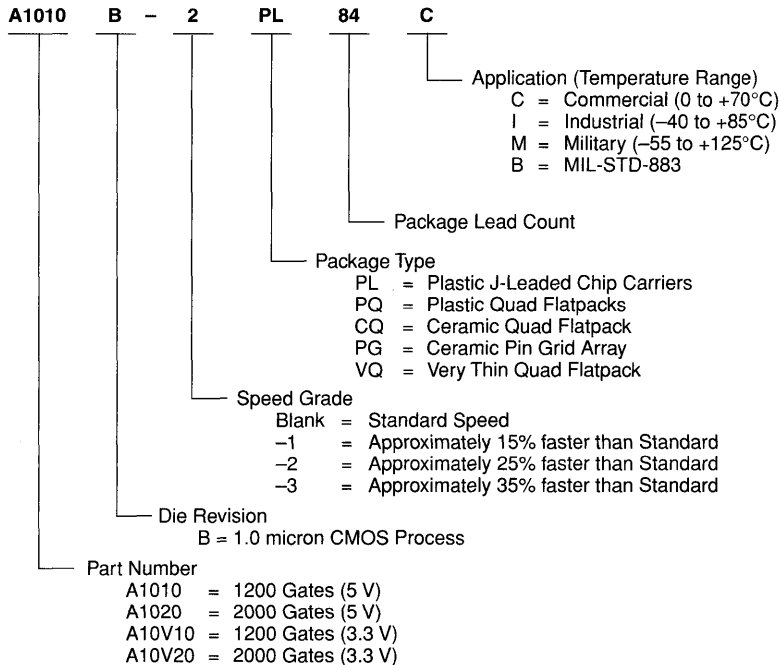 A1010 B – 2 PL 84 C
Application (Temperature Range)
C = Commercial (0 to +70°C)
I = Industrial (–40 to +85°C)
M = Military (–55 to +125°C)
B = MIL-STD-883
Package Lead Count
Package Type
PL = Plastic J-Leaded Chip Carriers
PQ = Plastic Quad Flatpacks
CQ = Ceramic Quad Flatpack
PG = Ceramic Pin Grid Array
VQ = Very Thin Quad Flatpack
Speed Grade
Blank = Standard Speed
–1 = Approximately 15% faster than Standard
–2 = Approximately 25% faster than Standard
–3 = Approximately 35% faster than Standard
Die Revision
B = 1.0 micron CMOS Process
Part Number
A1010 = 1200 Gates (5 V)
A1020 = 2000 Gates (5 V)
A10V10 = 1200 Gates (3.3 V)
A10V20 = 2000 Gates (3.3 V)